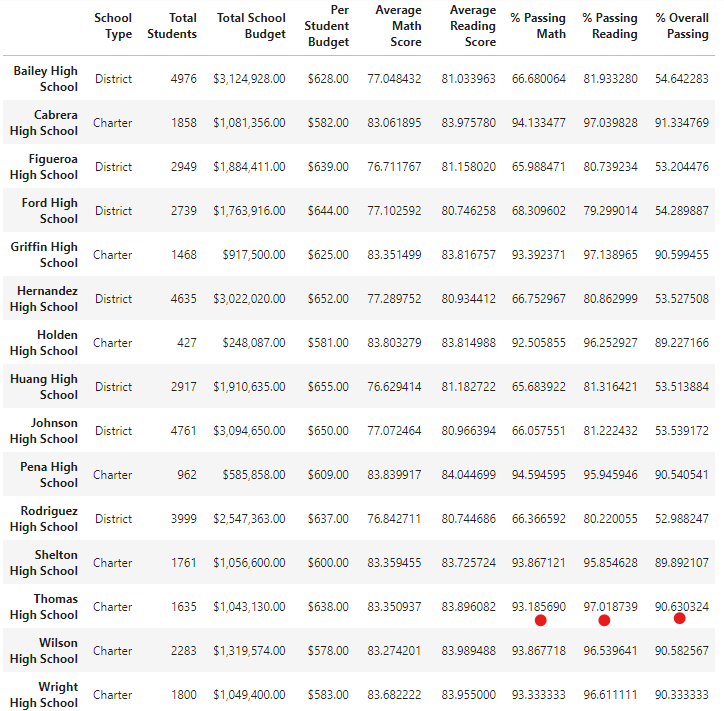 School Type Total Students Total School Budget Per Student Budget Average Math Score Average Reading Score % Passing Math % Passing Reading % Overall Passing
Bailey High School District 4976 $3,124,928.00 $628.00 77.048432 81.033963 66.680064 81.933280 54.642283
Cabrera High School Charter 1858 $1,081,356.00 $582.00 83.061895 83.975780 94.133477 97.039828 91.334769
Figueroa High School District 2949 $1,884,411.00 $639.00 76.711767 81.158020 65.988471 80.739234 53.204476
Ford High School District 2739 $1,763,916.00 $644.00 77.102592 80.746258 68.309602 79.299014 54.289887
Griffin High School Charter 1468 $917,500.00 $625.00 83.351499 83.816757 93.392371 97.138965 90.599455
Hernandez High School District 4635 $3,022,020.00 $652.00 77.289752 80.934412 66.752967 80.862999 53.527508
Holden High School Charter 427 $248,087.00 $581.00 83.803279 83.814988 92.505855 96.252927 89.227166
Huang High School District 2917 $1,910,635.00 $655.00 76.629414 81.182722 65.683922 81.316421 53.513884
Johnson High School District 4761 $3,094,650.00 $650.00 77.072464 80.966394 66.057551 81.222432 53.539172
Pena High School Charter 962 $585,858.00 $609.00 83.839917 84.044699 94.594595 95.945946 90.540541
Rodriguez High School District 3999 $2,547,363.00 $637.00 76.842711 80.744686 66.366592 80.220055 52.988247
Shelton High School Charter 1761 $1,056,600.00 $600.00 83.359455 83.725724 93.867121 95.854628 89.892107
Thomas High School Charter 1635 $1,043,130.00 $638.00 83.350937 83.896082 93.185690 97.018739 90.630324
Wilson High School Charter 2283 $1,319,574.00 $578.00 83.274201 83.989488 93.867718 96.539641 90.582567
Wright High School Charter 1800 $1,049,400.00 $583.00 83.682222 83.955000 93.333333 96.611111 90.333333